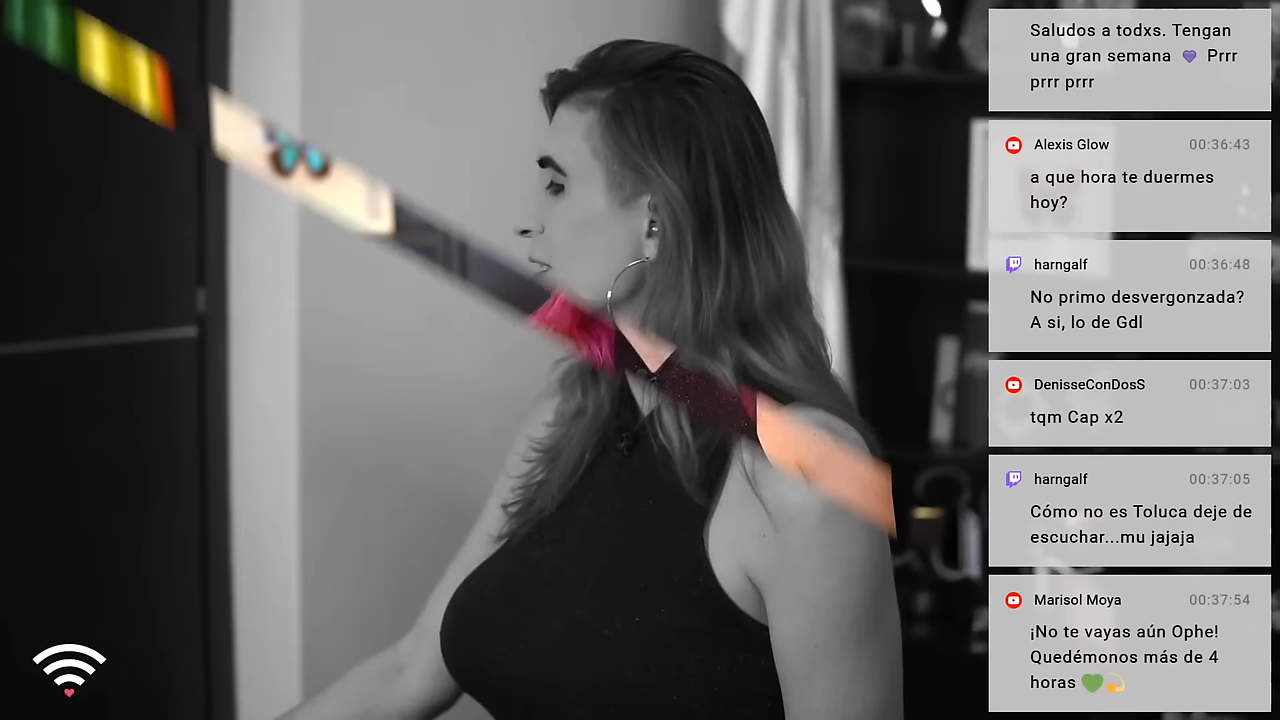 Saludos a todxs. Tengan
una gran semana 💜 Prrr
prrr prrr
Alexis Glow 00:36:43
a que hora te duermes
hoy?
harngalf 00:36:48
No primo desvergonzada?
A si, lo de Gdl
DenisseConDosS 00:37:03
tqm Cap x2
harngalf 00:37:05
Cómo no es Toluca deje de
escuchar...mu jajaja
Marisol Moya 00:37:54
¡No te vayas aún Ophe!
Quedémonos más de 4
horas 💚💫